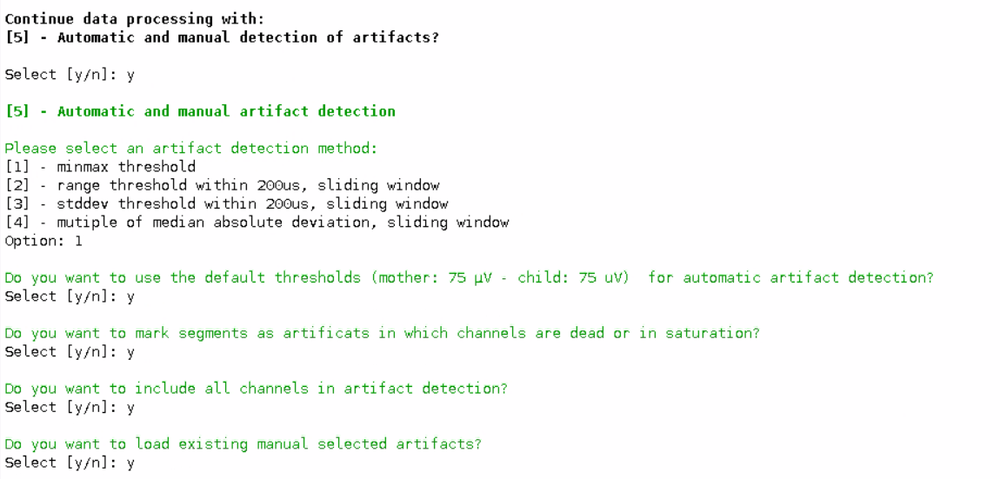 Continue data processing with:
[5] - Automatic and manual detection of artifacts?
Select [y/n]: y
[5] - Automatic and manual artifact detection
Please select an artifact detection method:
[1] - minmax threshold
[2] - range threshold within 200us, sliding window
[3] - stddev threshold within 200us, sliding window
[4] - mutiple of median absolute deviation, sliding window
Option: 1
Do you want to use the default thresholds (mother: 75 µV - child: 75 uV)  for automatic artifact detection?
Select [y/n]: y
Do you want to mark segments as artificats in which channels are dead or in saturation?
Select [y/n]: y
Do you want to include all channels in artifact detection?
Select [y/n]: y
Do you want to load existing manual selected artifacts?
Select [y/n]: y